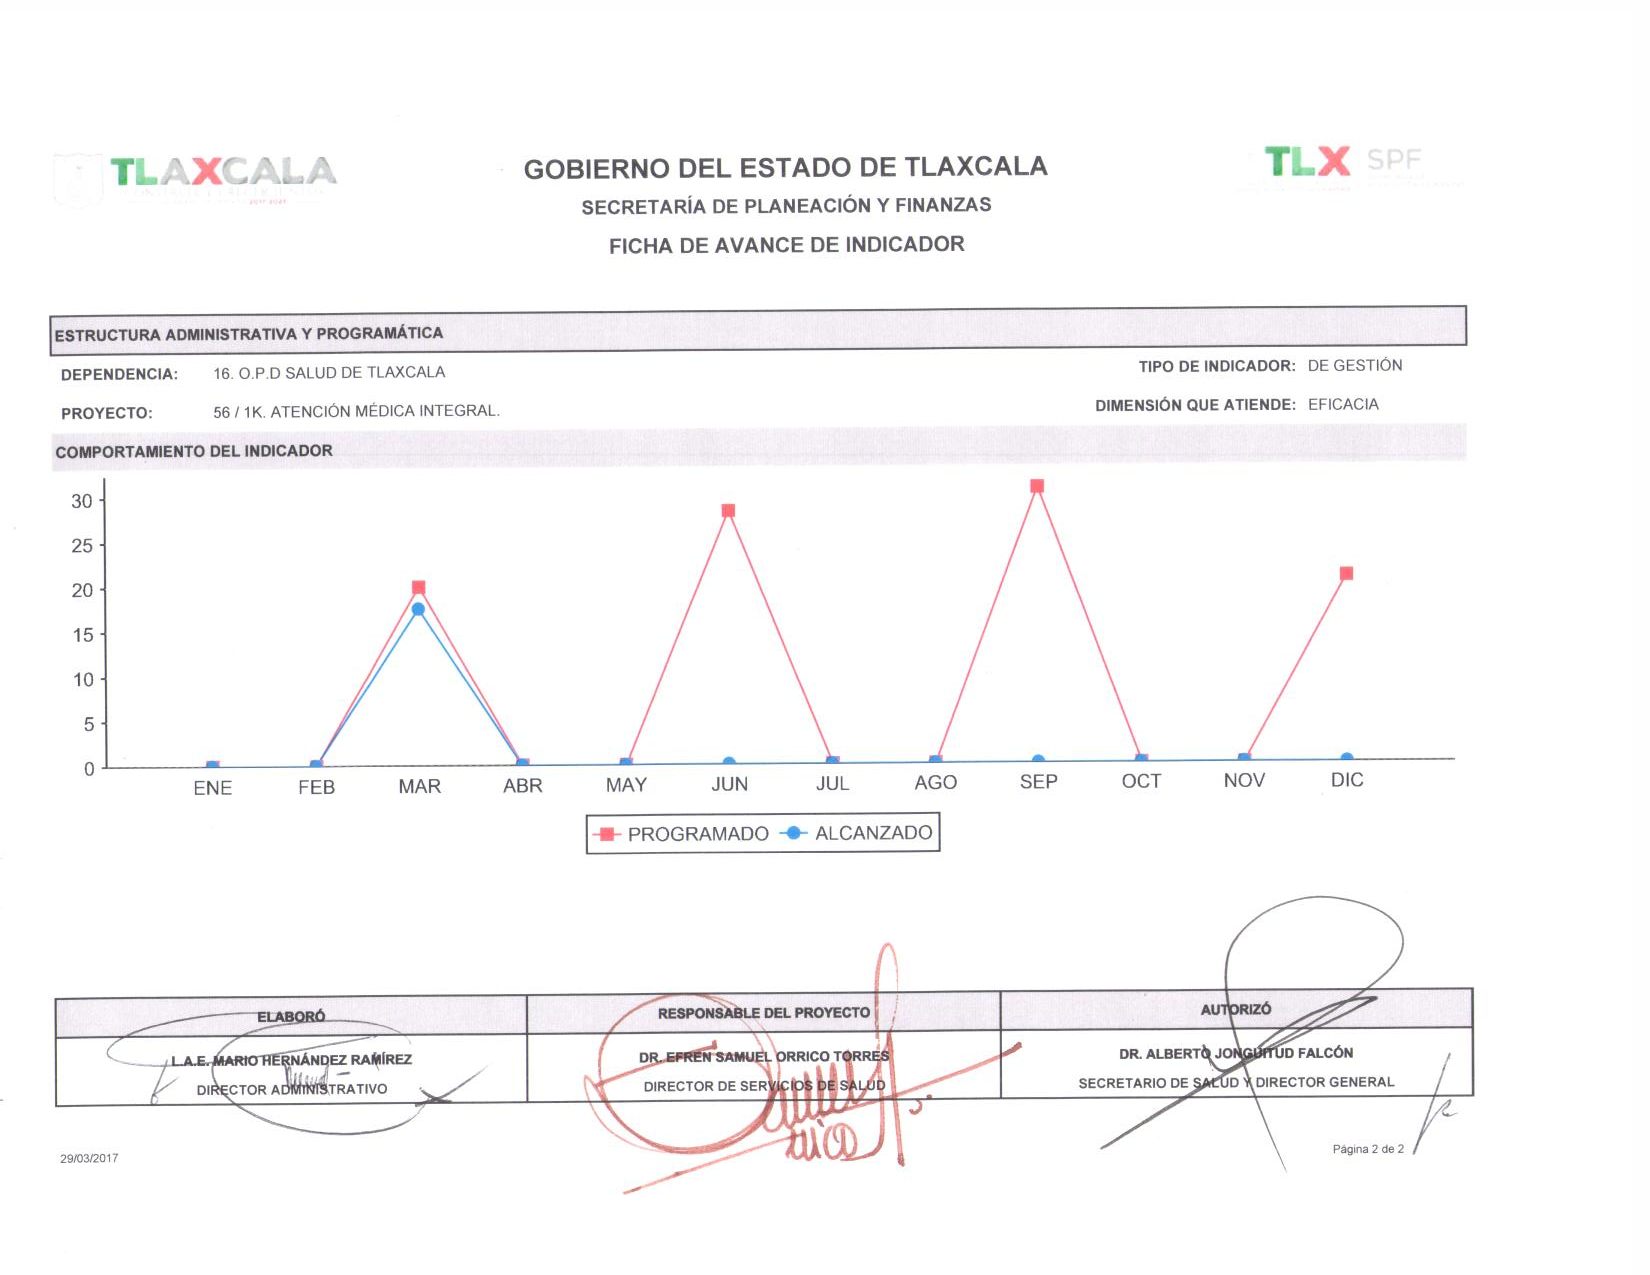 TLAXCALA
GOBIERNO DEL ESTADO DE TLAXCALA
TLX SPF
SECRETARÍA DE PLANEACIÓN Y FINANZAS
FICHA DE AVANCE DE INDICADOR
ESTRUCTURA ADMINISTRATIVA Y PROGRAMÁTICA
DEPENDENCIA: 16. O.P.D SALUD DE TLAXCALA
TIPO DE INDICADOR: DE GESTIÓN
PROYECTO: 56 / 1K. ATENCIÓN MÉDICA INTEGRAL.
DIMENSIÓN QUE ATIENDE: EFICACIA
COMPORTAMIENTO DEL INDICADOR
30
25
20
15
10
5
0
ENE FEB MAR ABR MAY JUN JUL AGO SEP OCT NOV DIC
PROGRAMADO ALCANZADO
ELABORÓ
L.A.E. MARIO HERNÁNDEZ RAMÍREZ
DIRECTOR ADMINISTRATIVO
RESPONSABLE DEL PROYECTO
DR. EFREN SAMUEL ORRICO TORRES
DIRECTOR DE SERVICIOS DE SALUD
AUTORIZÓ
DR. ALBERTO JONGUITUD FALCÓN
SECRETARIO DE SALUD Y DIRECTOR GENERAL
29/03/2017
Página 2 de 2